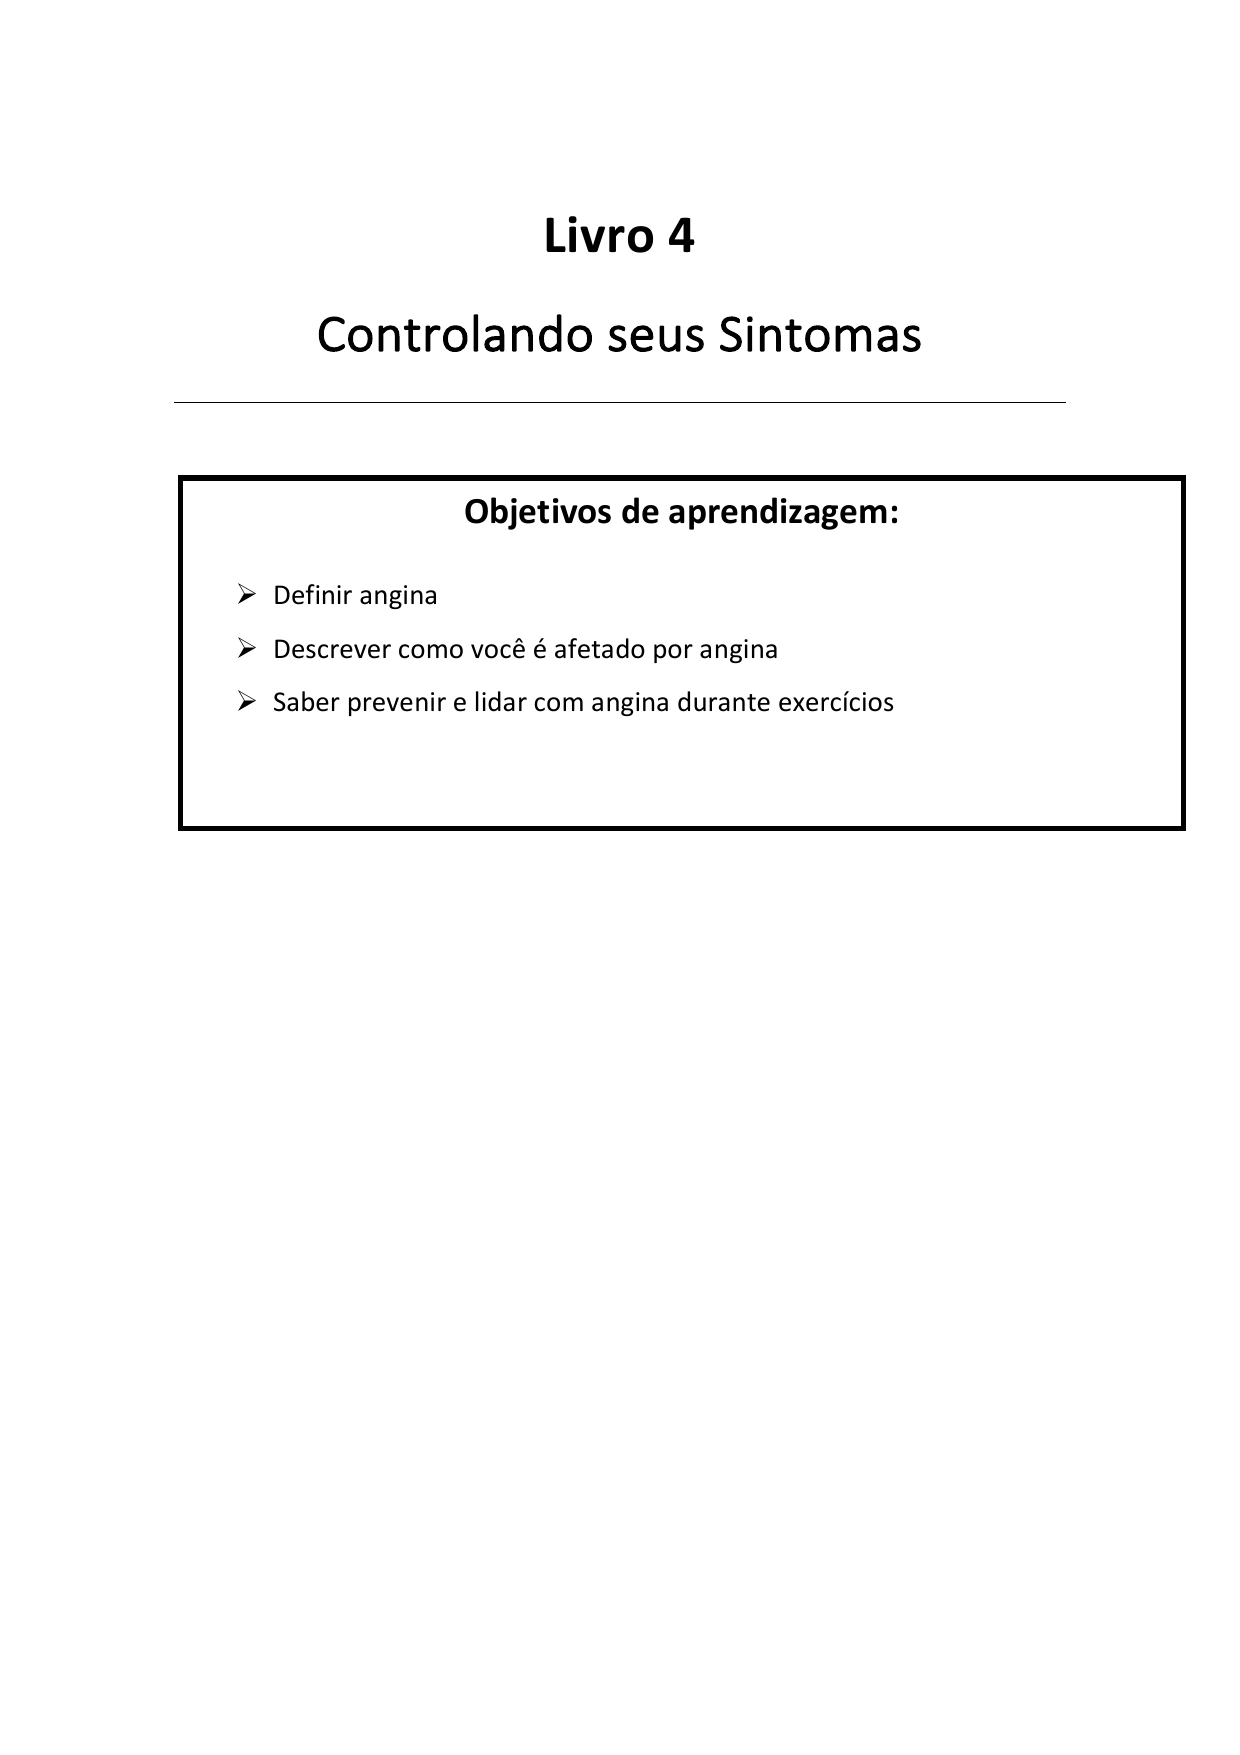 Livro 4
Controlando seus Sintomas
Objetivos de aprendizagem:
➢ Definir angina
➢ Descrever como você é afetado por angina
➢ Saber prevenir e lidar com angina durante exercícios